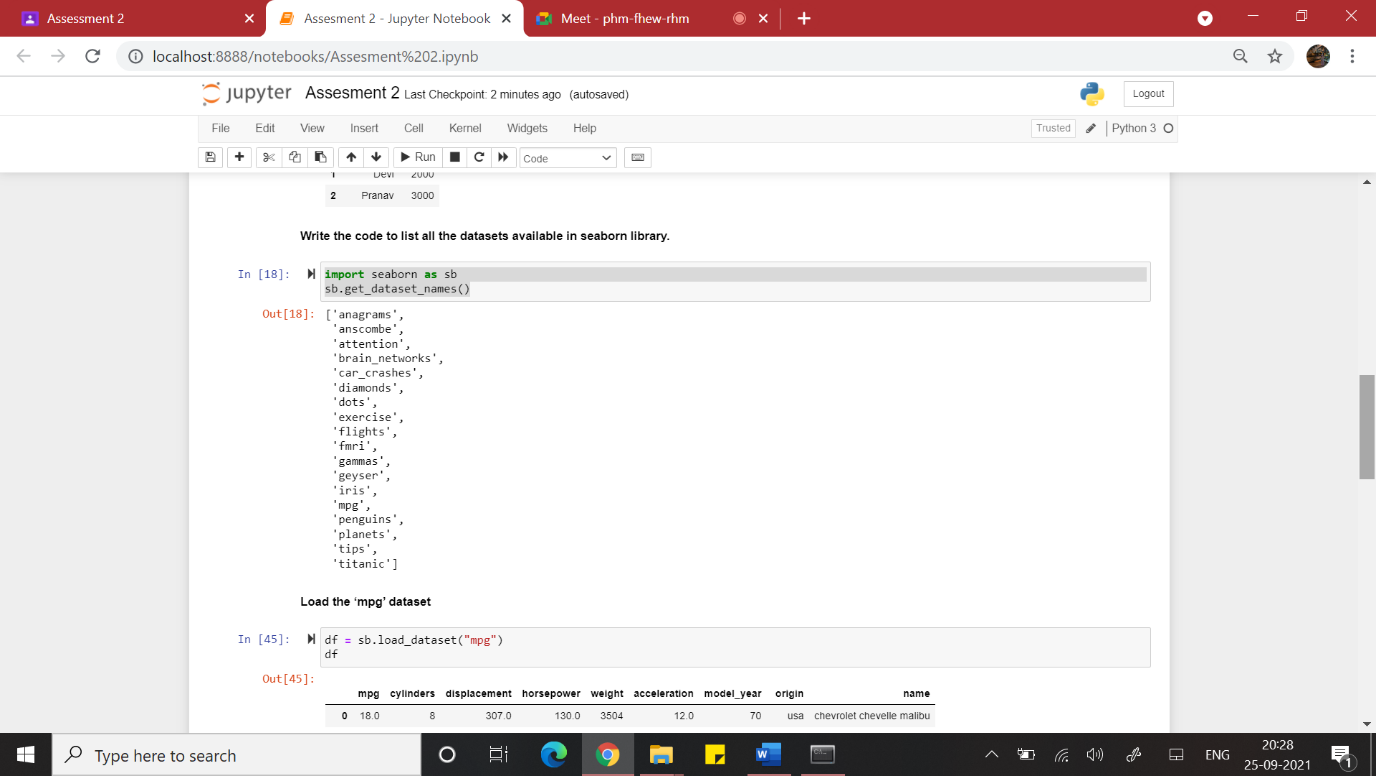 Assessment 2
Assesment 2 - Jupyter Notebook
Meet - phm-fhew-rhm
localhost:8888/notebooks/Assesment%202.ipynb
jupyter Assesment 2 Last Checkpoint: 2 minutes ago (autosaved)
Logout
File Edit View Insert Cell Kernel Widgets Help
Trusted Python 3
Run Code
1 Devi 2000
2 Pranav 3000
Write the code to list all the datasets available in seaborn library.
In [18]: import seaborn as sb
sb.get_dataset_names()
Out[18]: ['anagrams',
'anscombe',
'attention',
'brain_networks',
'car_crashes',
'diamonds',
'dots',
'exercise',
'flights',
'fmri',
'gammas',
'geyser',
'iris',
'mpg',
'penguins',
'planets',
'tips',
'titanic']
Load the ‘mpg’ dataset
In [45]: df = sb.load_dataset("mpg")
df
Out[45]:
mpg cylinders displacement horsepower weight acceleration model_year origin name
0 18.0 8 307.0 130.0 3504 12.0 70 usa chevrolet chevelle malibu
Type here to search
ENG
20:28
25-09-2021
1